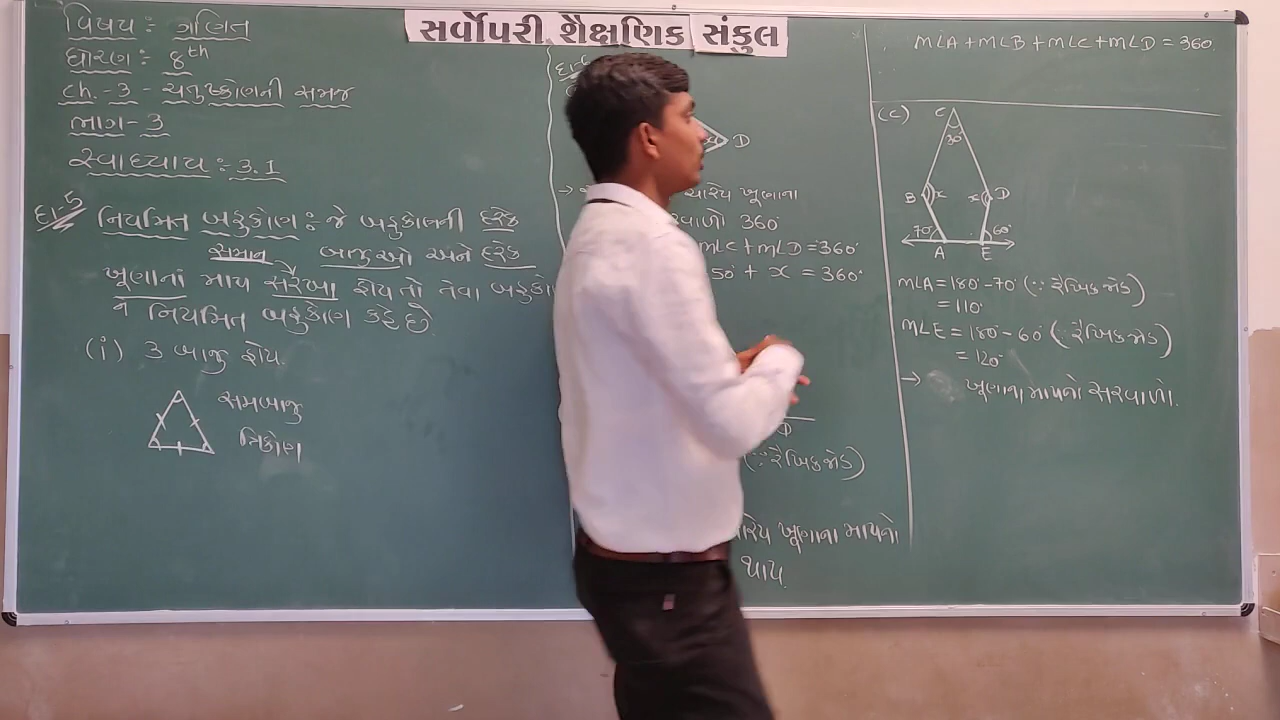 સર્વોપરી શૈક્ષણિક સંકુલ
વિષય : ગણિત
ધોરણ : 8th
ch.-3 - ચતુષ્કોણની સમજ
ભાગ-3
સ્વાધ્યાય : 3.1
દા-5 નિયમિત બહુકોણ : જે બહુકોણની દરેક
સમાન બાજુઓ અને દરેક
ખૂણાનાં માપ સરખા હોય તો તેવા
ને નિયમિત બહુકોણ કહે છે.
(i) 3 બાજુ હોય.
સમબાજુ
ત્રિકોણ
D
→ ચારેય ખૂણાના
360°
m∠C + m∠D = 360°
50° + x = 360°
(∵ રૈખિક જોડ)
ખૂણાના માપનો
થાય.
m∠A + m∠B + m∠C + m∠D = 360°
(c)
C
30°
B x x D
70° 60°
A E
m∠A = 180° - 70° (∵ રૈખિક જોડ)
= 110°
m∠E = 180° - 60° (∵ રૈખિક જોડ)
= 120°
→ ખૂણાના માપનો સરવાળો.